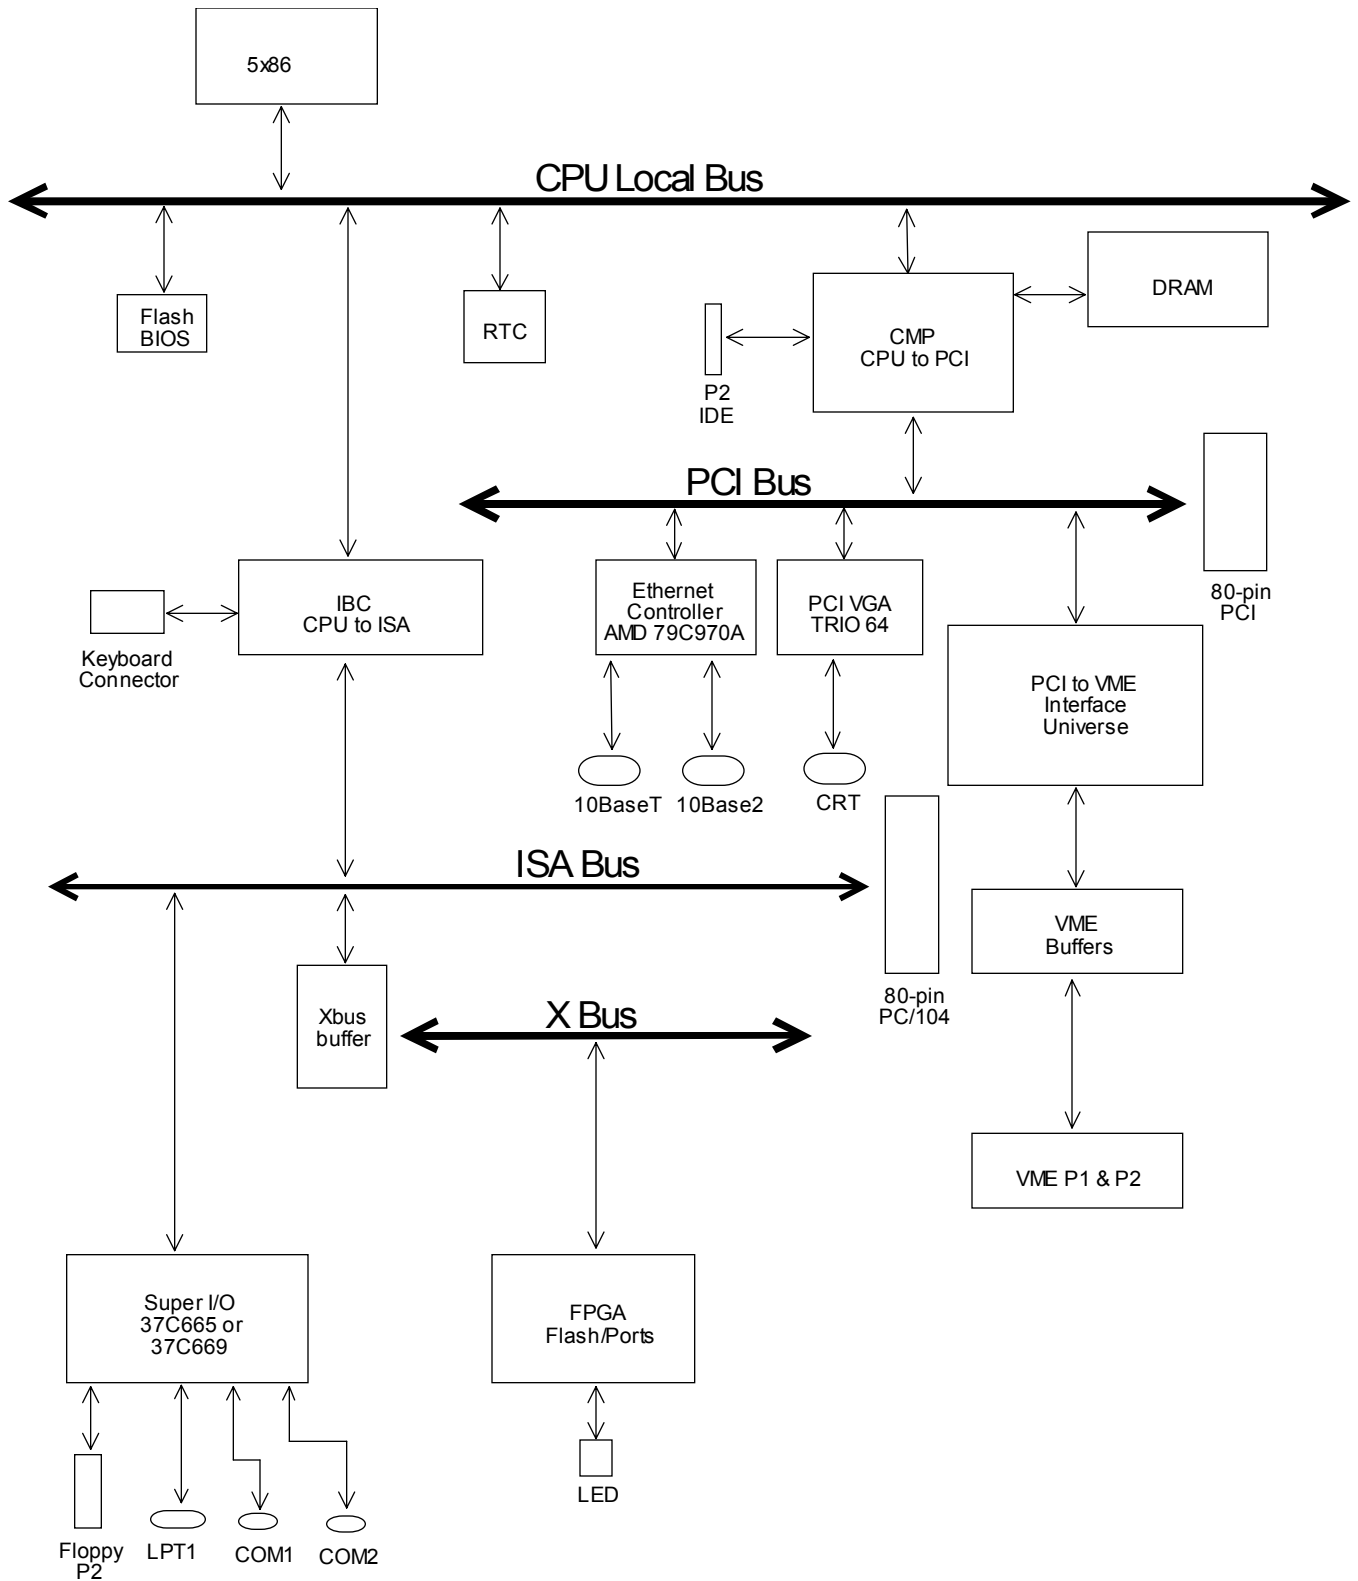 5x86
CPU Local Bus
Flash
BIOS
RTC
CMP
CPU to PCI
DRAM
P2
IDE
PCI Bus
80-pin
PCI
IBC
CPU to ISA
Keyboard
Connector
Ethernet
Controller
AMD 79C970A
PCI VGA
TRIO 64
PCI to VME
Interface
Universe
10BaseT
10Base2
CRT
ISA Bus
VME
Buffers
80-pin
PC/104
Xbus
buffer
X Bus
VME P1 & P2
Super I/O
37C665 or
37C669
FPGA
Flash/Ports
LED
Floppy
P2
LPT1
COM1
COM2